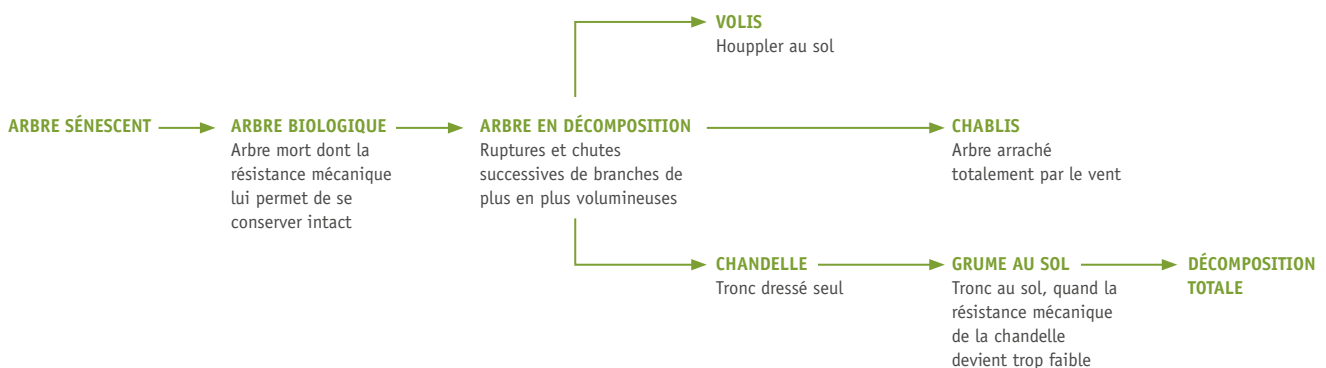 VOLIS
Houppler au sol
ARBRE SÉNESCENT
ARBRE BIOLOGIQUE
Arbre mort dont la
résistance mécanique
lui permet de se
conserver intact
ARBRE EN DÉCOMPOSITION
Ruptures et chutes
successives de branches de
plus en plus volumineuses
CHABLIS
Arbre arraché
totalement par le vent
CHANDELLE
Tronc dressé seul
GRUME AU SOL
Tronc au sol, quand la
résistance mécanique
de la chandelle
devient trop faible
DÉCOMPOSITION
TOTALE